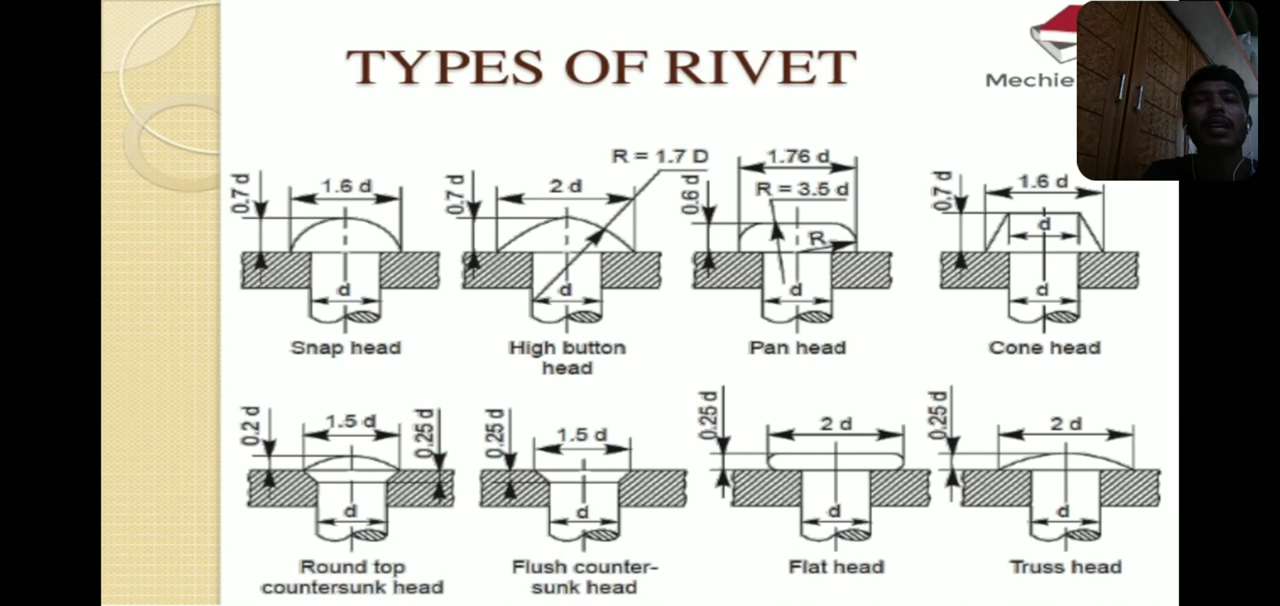 TYPES OF RIVET
Mechie
R = 1.7 D
1.76 d
0.7 d
1.6 d
0.7 d
2 d
0.6 d
R = 3.5 d
R
0.7 d
1.6 d
d
d
d
d
d
Snap head
High button
head
Pan head
Cone head
0.2 d
1.5 d
0.25 d
0.25 d
1.5 d
0.25 d
2 d
0.25 d
2 d
d
d
d
d
Round top
countersunk head
Flush counter-
sunk head
Flat head
Truss head